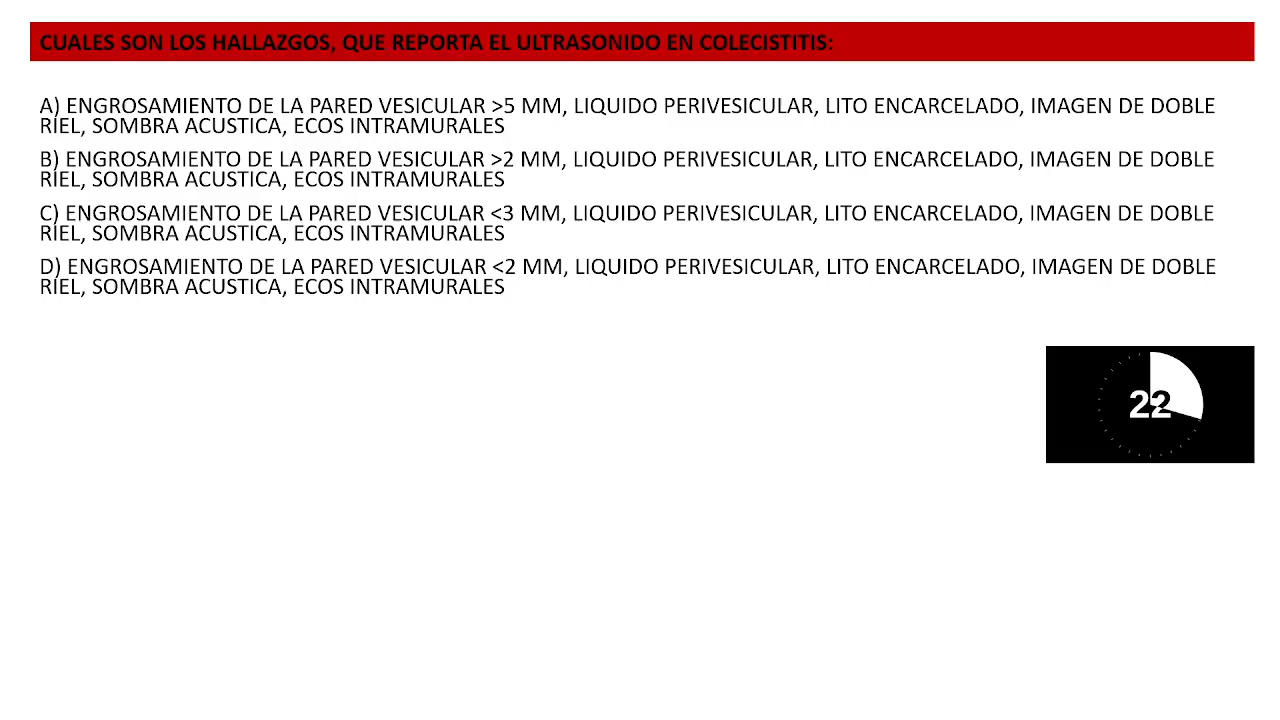 CUALES SON LOS HALLAZGOS, QUE REPORTA EL ULTRASONIDO EN COLECISTITIS:
A) ENGROSAMIENTO DE LA PARED VESICULAR >5 MM, LIQUIDO PERIVESICULAR, LITO ENCARCELADO, IMAGEN DE DOBLE
RIEL, SOMBRA ACUSTICA, ECOS INTRAMURALES
B) ENGROSAMIENTO DE LA PARED VESICULAR >2 MM, LIQUIDO PERIVESICULAR, LITO ENCARCELADO, IMAGEN DE DOBLE
RIEL, SOMBRA ACUSTICA, ECOS INTRAMURALES
C) ENGROSAMIENTO DE LA PARED VESICULAR <3 MM, LIQUIDO PERIVESICULAR, LITO ENCARCELADO, IMAGEN DE DOBLE
RIEL, SOMBRA ACUSTICA, ECOS INTRAMURALES
D) ENGROSAMIENTO DE LA PARED VESICULAR <2 MM, LIQUIDO PERIVESICULAR, LITO ENCARCELADO, IMAGEN DE DOBLE
RIEL, SOMBRA ACUSTICA, ECOS INTRAMURALES
22